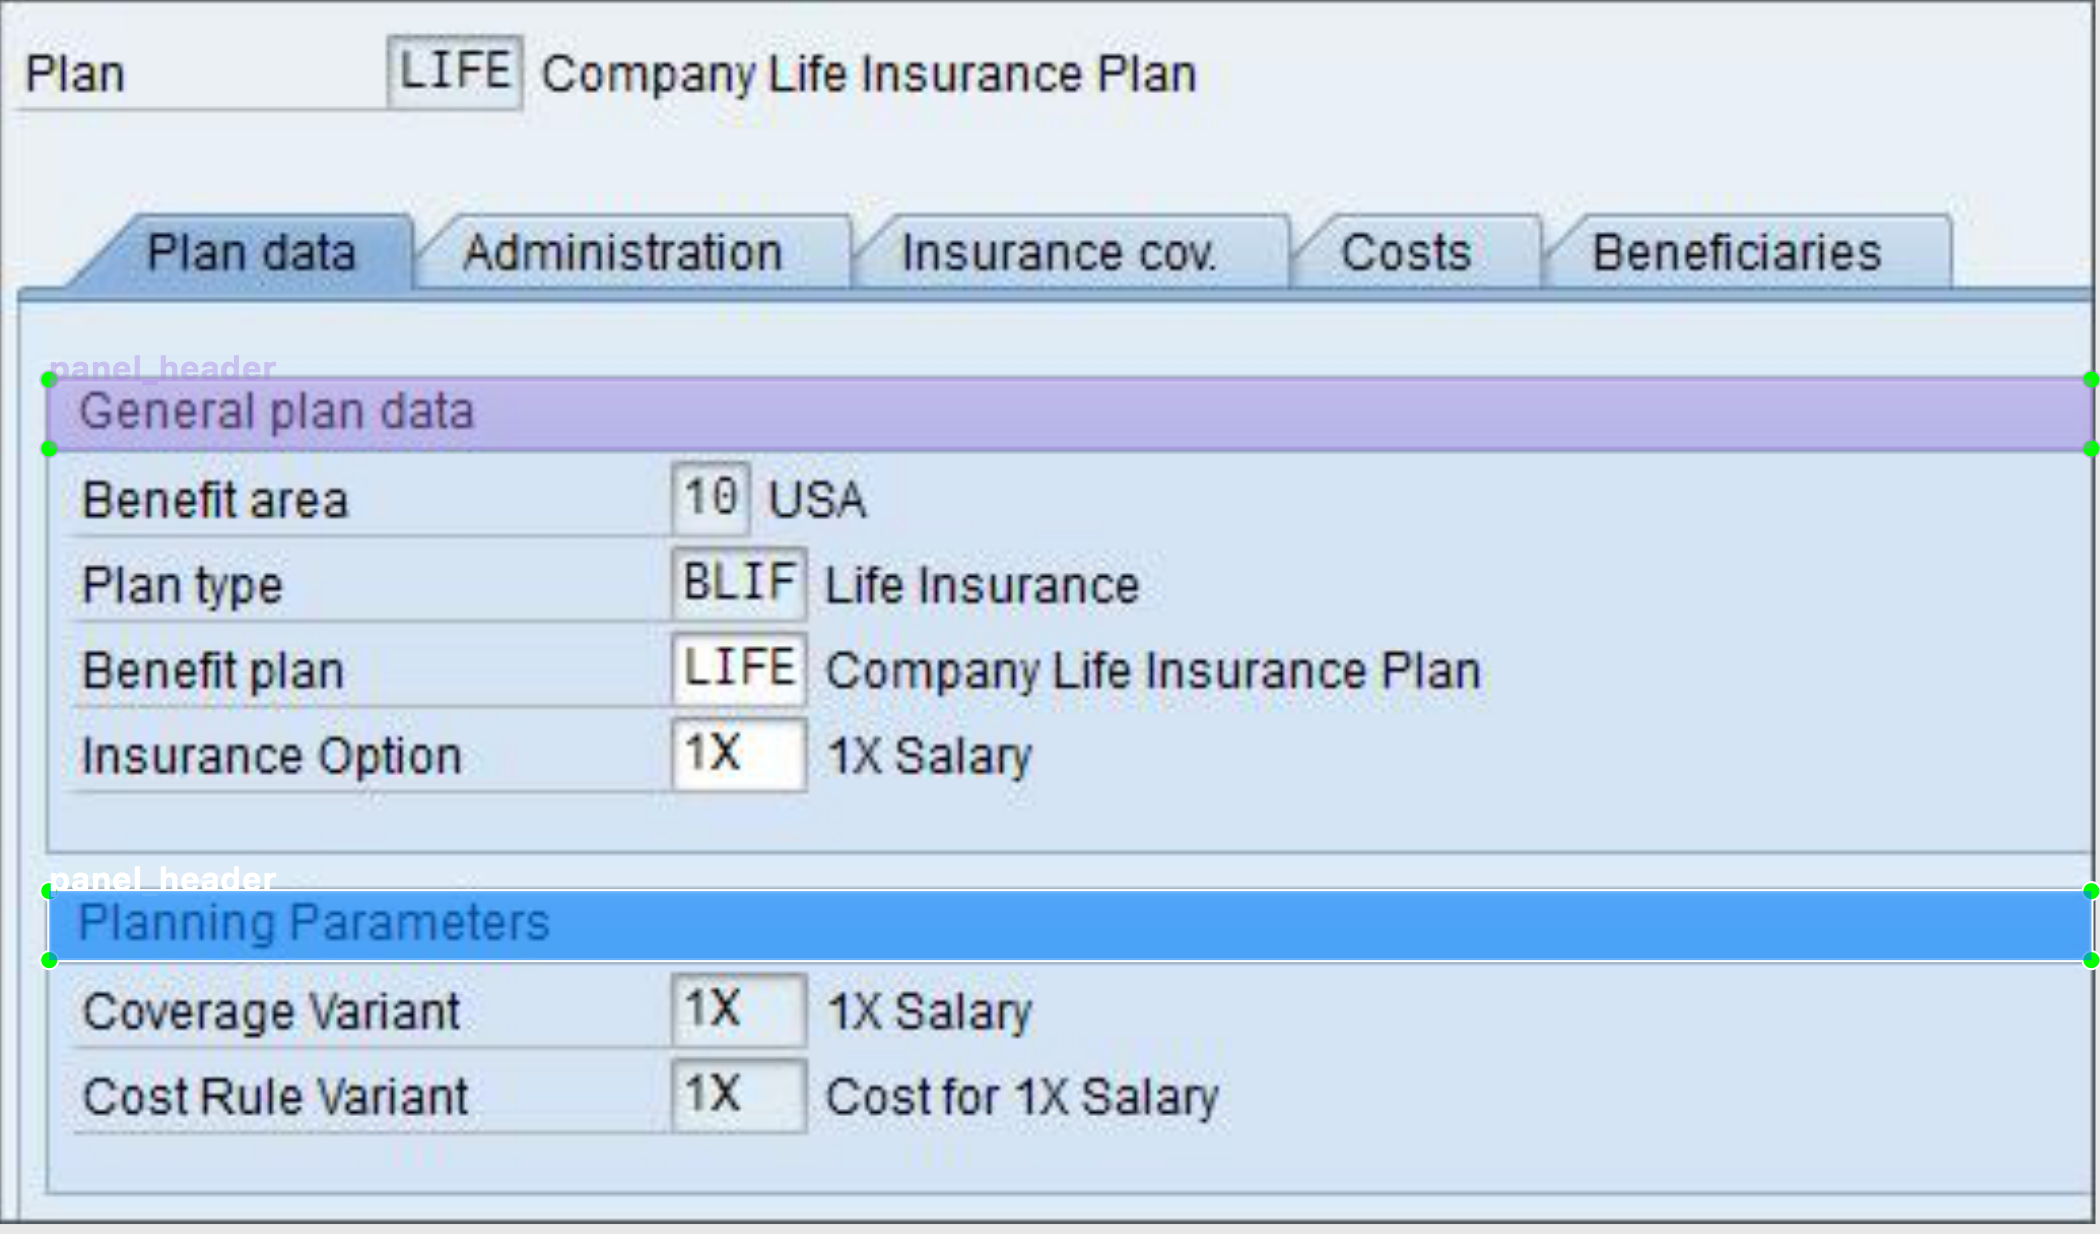 Plan LIFE Company Life Insurance Plan
Plan data Administration Insurance cov. Costs Beneficiaries
panel_header
General plan data
Benefit area 10 USA
Plan type BLIF Life Insurance
Benefit plan LIFE Company Life Insurance Plan
Insurance Option 1X 1X Salary
panel_header
Planning Parameters
Coverage Variant 1X 1X Salary
Cost Rule Variant 1X Cost for 1X Salary